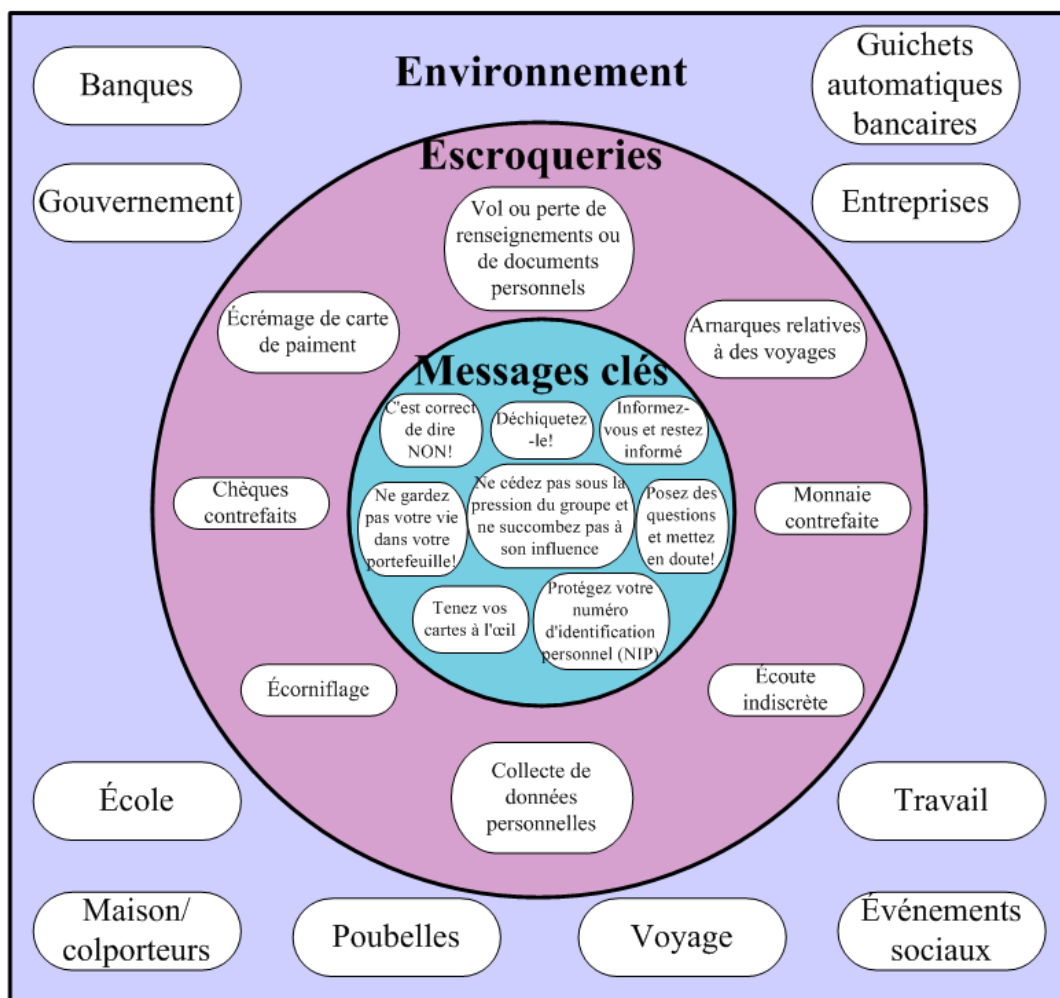 Environnement
Banques
Guichets
automatiques
bancaires
Gouvernement
Entreprises
Escroqueries
Vol ou perte de
renseignements ou
de documents
personnels
Écrémage de carte
de paiment
Arnarques relatives
à des voyages
Chèques
contrefaits
Monnaie
contrefaite
Écorniflage
Écoute
indiscrète
Collecte de
données
personnelles
Messages clés
C'est correct
de dire
NON!
Déchiquetez
-le!
Informez-
vous et restez
informé
Ne gardez
pas votre vie
dans votre
portefeuille!
Ne cédez pas sous la
pression du groupe et
ne succombez pas à
son influence
Posez des
questions
et mettez
en doute!
Tenez vos
cartes à l'œil
Protégez votre
numéro
d'identification
personnel (NIP)
École
Travail
Maison/
colporteurs
Poubelles
Voyage
Événements
sociaux